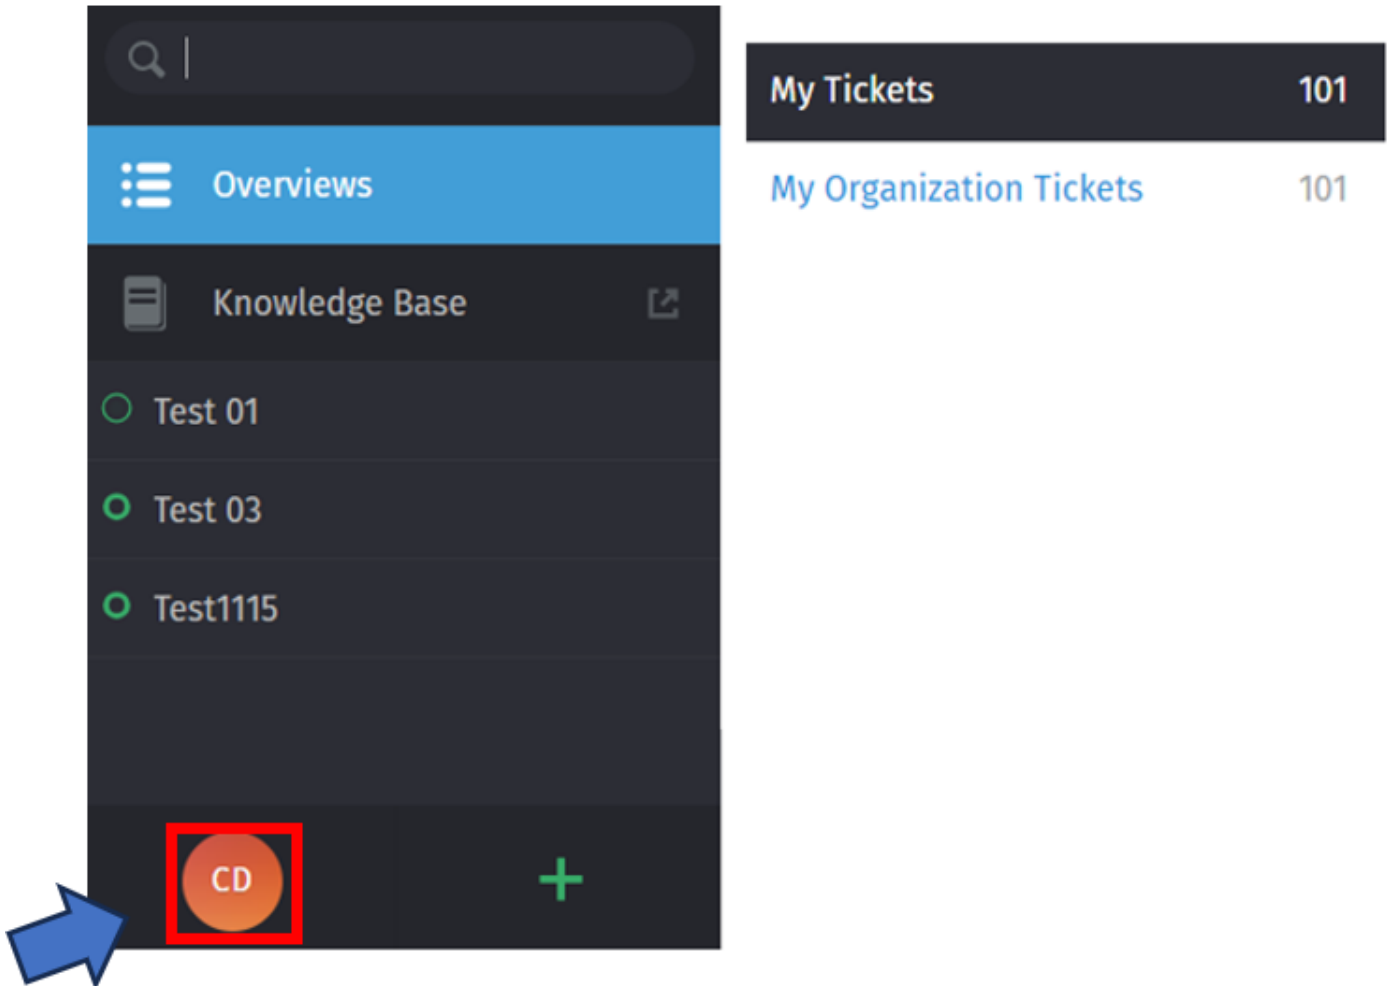 Overviews
Knowledge Base
Test 01
Test 03
Test1115
CD
My Tickets 101
My Organization Tickets 101